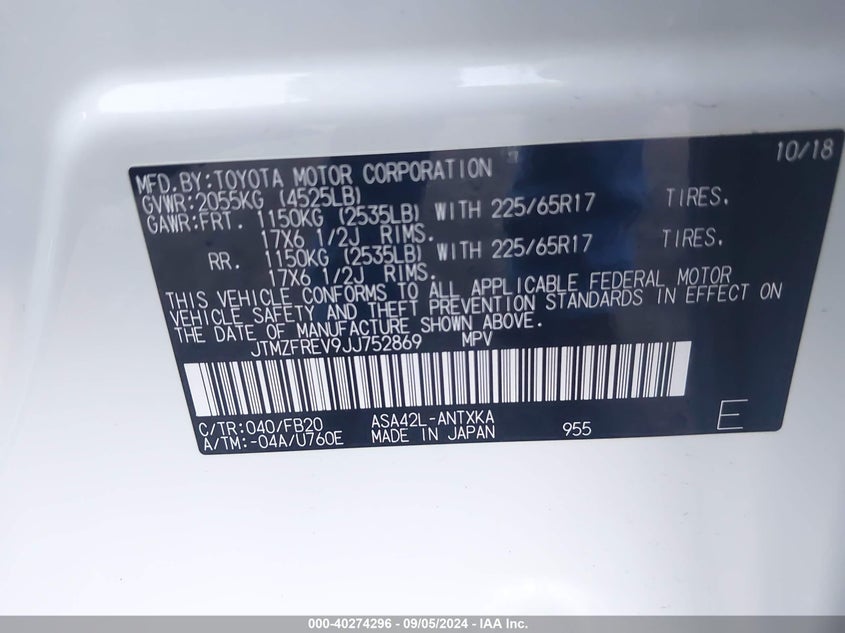 10/18
MFD.BY:TOYOTA MOTOR CORPORATION
GVWR:2055KG (4525LB)
GAWR:FRT. 1150KG (2535LB) WITH 225/65R17 TIRES.
17X6 1/2J RIMS.
RR. 1150KG (2535LB) WITH 225/65R17 TIRES.
17X6 1/2J RIMS.
THIS VEHICLE CONFORMS TO ALL APPLICABLE FEDERAL MOTOR
VEHICLE SAFETY AND THEFT PREVENTION STANDARDS IN EFFECT ON
THE DATE OF MANUFACTURE SHOWN ABOVE.
JTMZFREV9JJ752869 MPV
C/TR:040/FB20 ASA42L-ANTXKA
A/TM:-04A/U760E MADE IN JAPAN 955 E
000-40274296 - 09/05/2024 - IAA Inc.